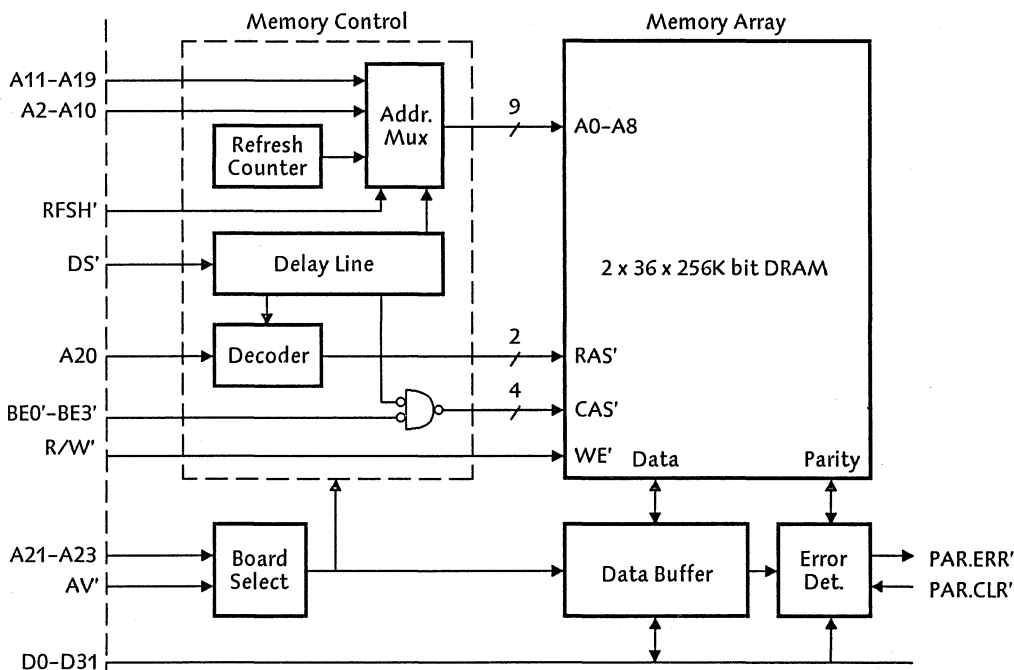 Memory Control
Memory Array
A11-A19
A2-A10
Addr.
Mux
9
A0-A8
Refresh
Counter
RFSH'
DS'
Delay Line
2 x 36 x 256K bit DRAM
A20
Decoder
2
RAS'
BE0'-BE3'
4
CAS'
R/W'
WE'
Data
Parity
A21-A23
AV'
Board
Select
Data Buffer
Error
Det.
PAR.ERR'
PAR.CLR'
D0-D31